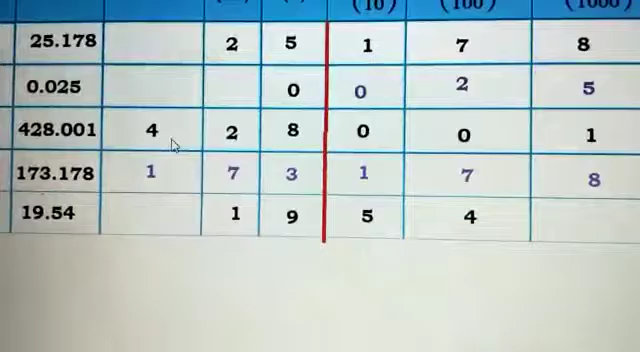 (10) (100) (1000)
25.178 2 5 1 7 8
0.025 0 0 2 5
428.001 4 2 8 0 0 1
173.178 1 7 3 1 7 8
19.54 1 9 5 4